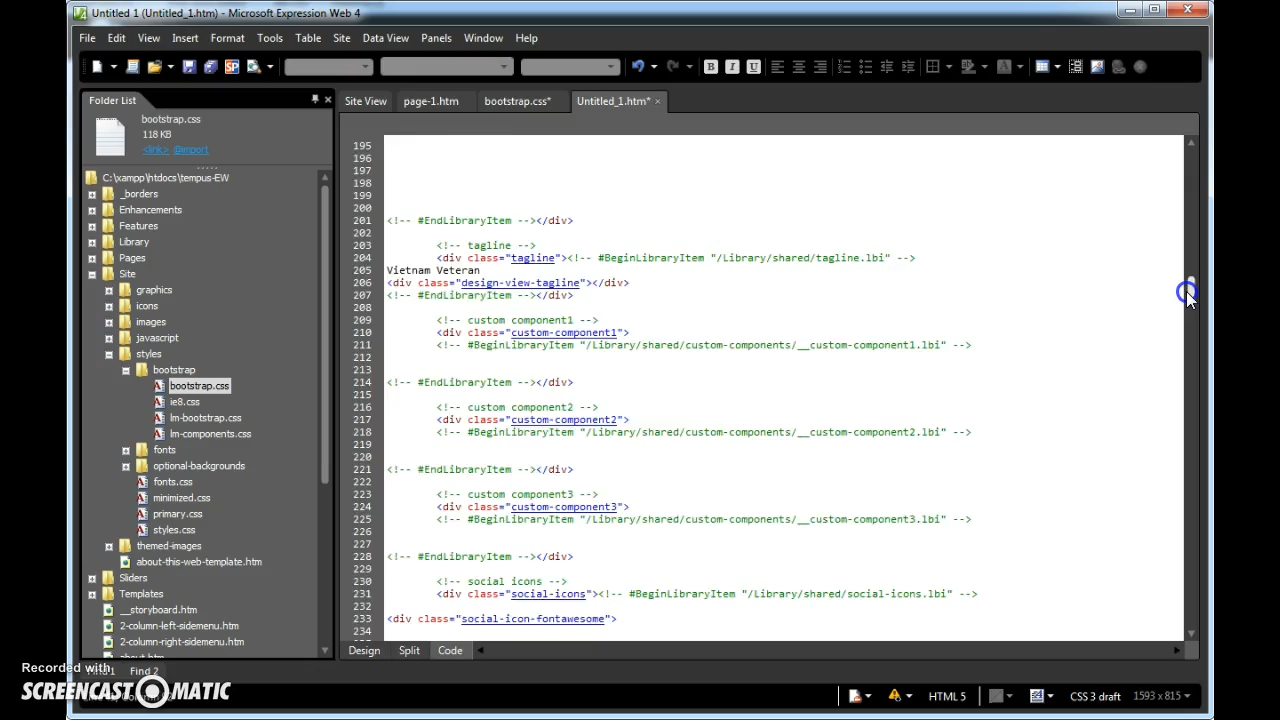 Untitled 1 (Untitled_1.htm) - Microsoft Expression Web 4
File Edit View Insert Format Tools Table Site Data View Panels Window Help
B I U
Folder List
Site View page-1.htm bootstrap.css* Untitled_1.htm*
bootstrap.css
118 KB
<link> @import
C:\xampp\htdocs\tempus-EW
_borders
Enhancements
Features
Library
Pages
Site
graphics
icons
images
javascript
styles
bootstrap
bootstrap.css
ie8.css
lm-bootstrap.css
lm-components.css
fonts
optional-backgrounds
fonts.css
minimized.css
primary.css
styles.css
themed-images
about-this-web-template.htm
Sliders
Templates
__storyboard.htm
2-column-left-sidemenu.htm
2-column-right-sidemenu.htm
about.htm
195
196
197
198
199
200
201 <!-- #EndLibraryItem --></div>
202
203 <!-- tagline -->
204 <div class="tagline"><!-- #BeginLibraryItem "/Library/shared/tagline.lbi" -->
205 Vietnam Veteran
206 <div class="design-view-tagline"></div>
207 <!-- #EndLibraryItem --></div>
208
209 <!-- custom component1 -->
210 <div class="custom-component1">
211 <!-- #BeginLibraryItem "/Library/shared/custom-components/__custom-component1.lbi" -->
212
213
214 <!-- #EndLibraryItem --></div>
215
216 <!-- custom component2 -->
217 <div class="custom-component2">
218 <!-- #BeginLibraryItem "/Library/shared/custom-components/__custom-component2.lbi" -->
219
220
221 <!-- #EndLibraryItem --></div>
222
223 <!-- custom component3 -->
224 <div class="custom-component3">
225 <!-- #BeginLibraryItem "/Library/shared/custom-components/__custom-component3.lbi" -->
226
227
228 <!-- #EndLibraryItem --></div>
229
230 <!-- social icons -->
231 <div class="social-icons"><!-- #BeginLibraryItem "/Library/shared/social-icons.lbi" -->
232
233 <div class="social-icon-fontawesome">
234
Design Split Code
Find 1 Find 2
Recorded with
SCREENCAST MATIC
HTML 5 CSS 3 draft 1593 x 815